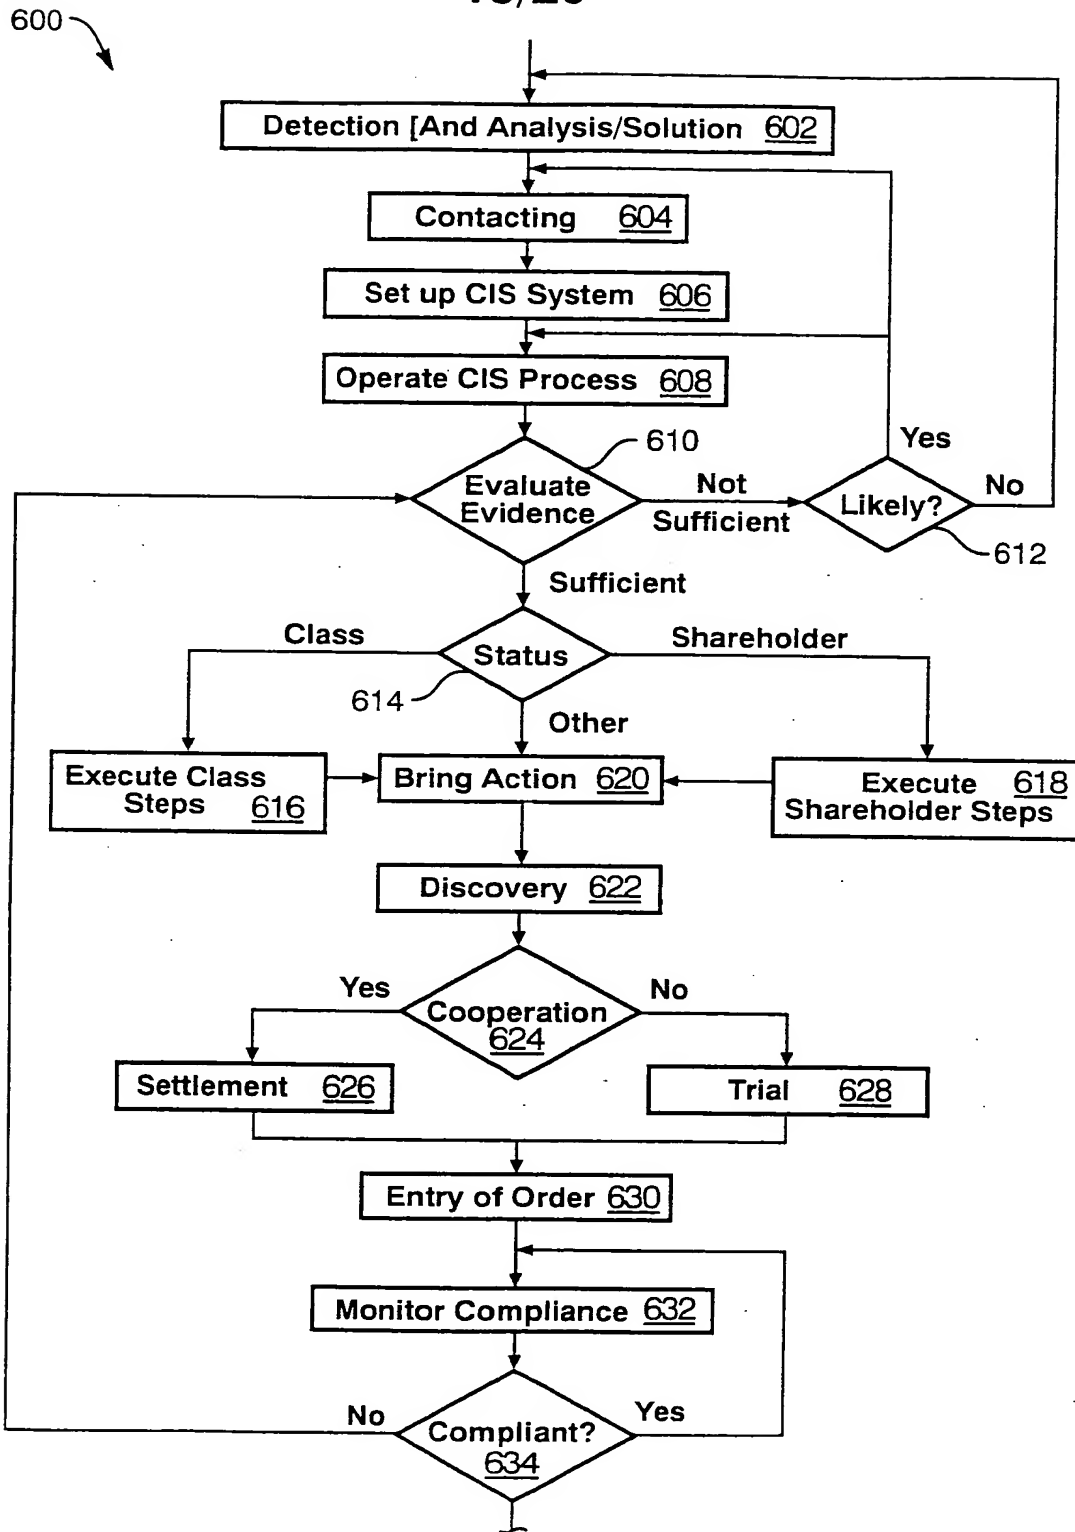 600
Detection [And Analysis/Solution 602
Contacting 604
Set up CIS System 606
Operate CIS Process 608
610
Yes
Evaluate
Evidence
Not
Sufficient
Likely?
No
612
Sufficient
Class
Status
Shareholder
614
Other
Execute Class
Steps 616
Bring Action 620
Execute 618
Shareholder Steps
Discovery 622
Yes
Cooperation
624
No
Settlement 626
Trial 628
Entry of Order 630
Monitor Compliance 632
No
Compliant?
634
Yes